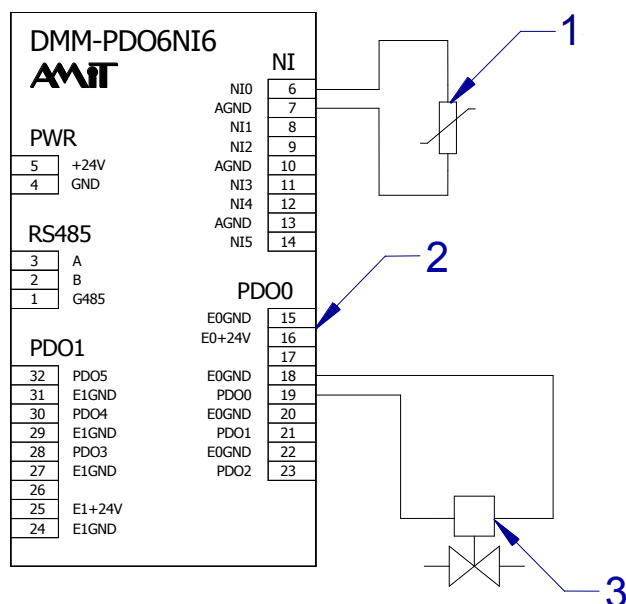 DMM-PDO6NI6
AMiT
NI
NI0 6
AGND 7
NI1 8
NI2 9
AGND 10
NI3 11
NI4 12
AGND 13
NI5 14
PWR
5 +24V
4 GND
RS485
3 A
2 B
1 G485
PDO0
E0GND 15
E0+24V 16
17
E0GND 18
PDO0 19
E0GND 20
PDO1 21
E0GND 22
PDO2 23
PDO1
32 PDO5
31 E1GND
30 PDO4
29 E1GND
28 PDO3
27 E1GND
26
25 E1+24V
24 E1GND
1
2
3